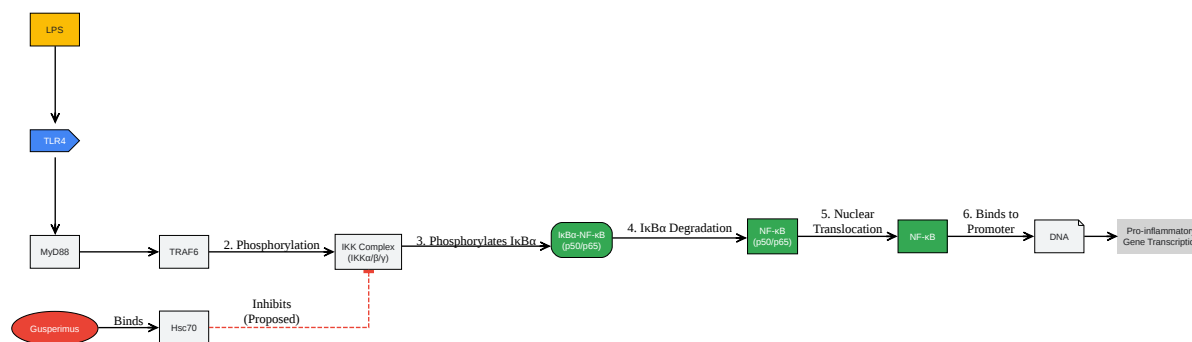 LPS
TLR4
MyD88
TRAF6
2. Phosphorylation
IKK Complex
(IKKα/β/γ)
3. Phosphorylates IκBα
IκBα-NF-κB
(p50/p65)
4. IκBα Degradation
NF-κB
(p50/p65)
5. Nuclear
Translocation
NF-κB
6. Binds to
Promoter
DNA
Pro-inflammatory
Gene Transcription
Gusperimus
Binds
Hsc70
Inhibits
(Proposed)